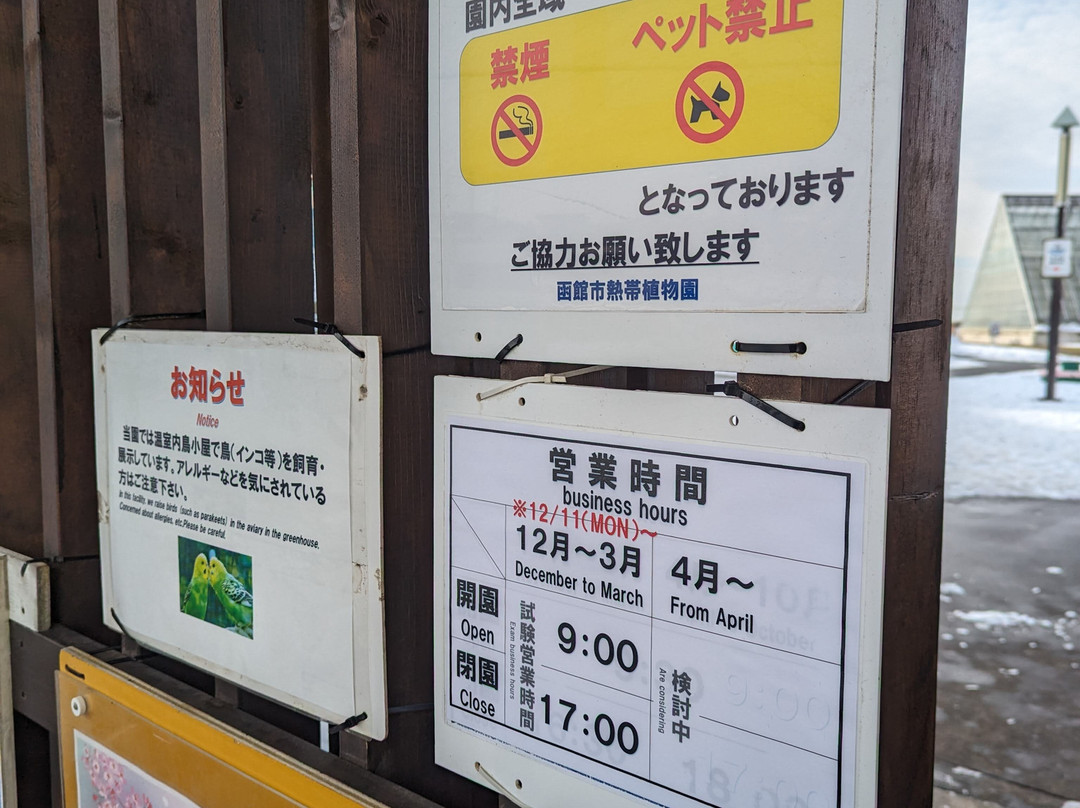 園内全域
禁煙
ペット禁止
となっております
ご協力お願い致します
函館市熱帯植物園
お知らせ
Notice
当園では温室内鳥小屋で鳥(インコ等)を飼育・
展示しています。アレルギーなどを気にされている
方はご注意下さい。
In this facility, we raise birds (such as parakeets) in the aviary in the greenhouse.
Concerned about allergies, etc.Please be careful.
営業時間
business hours
※12/11(MON)~
12月～3月
December to March
4月～
From April
開園
Open
試験営業時間
Exam business hours
9:00
検討中
Are considering
閉園
Close
17:00